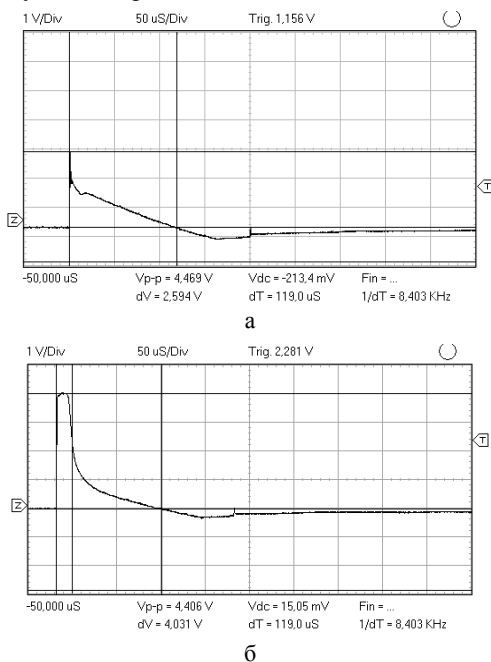 1 V/Div 50 uS/Div Trig. 1,156 V
T
Z
-50,000 uS Vp-p = 4,469 V Vdc = -213,4 mV Fin = ...
dV = 2,594 V dT = 119,0 uS 1/dT = 8,403 KHz
а
1 V/Div 50 uS/Div Trig. 2,281 V
T
Z
-50,000 uS Vp-p = 4,406 V Vdc = 15,05 mV Fin = ...
dV = 4,031 V dT = 119,0 uS 1/dT = 8,403 KHz
б